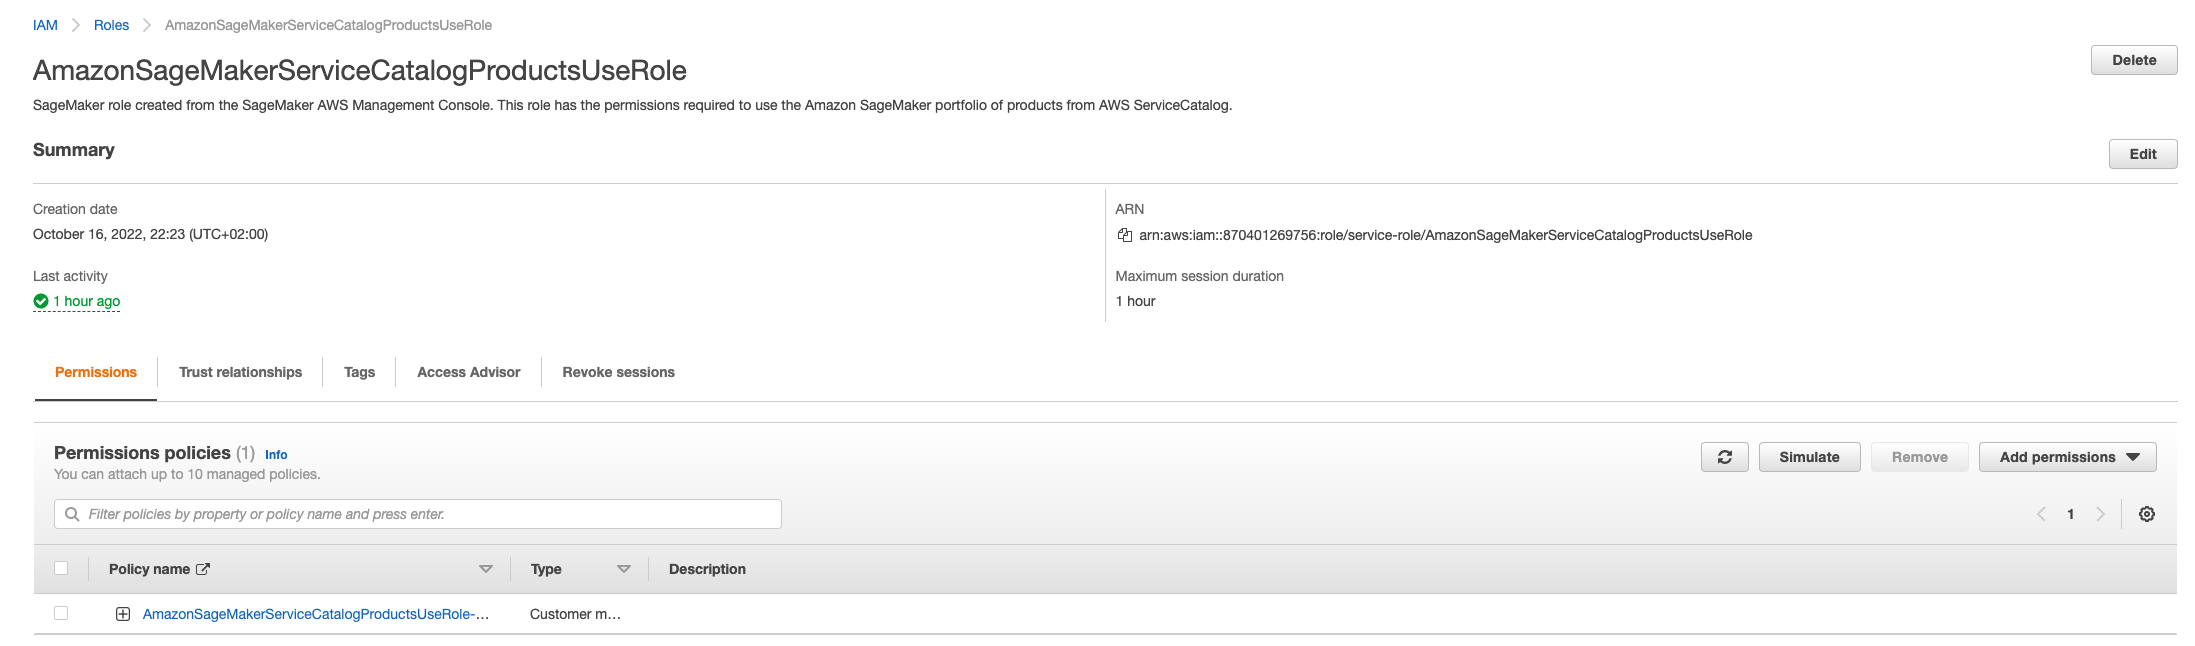 IAM > Roles > AmazonSageMakerServiceCatalogProductsUseRole
AmazonSageMakerServiceCatalogProductsUseRole
Delete
SageMaker role created from the SageMaker AWS Management Console. This role has the permissions required to use the Amazon SageMaker portfolio of products from AWS ServiceCatalog.
Summary
Edit
Creation date
October 16, 2022, 22:23 (UTC+02:00)
ARN
arn:aws:iam::870401269756:role/service-role/AmazonSageMakerServiceCatalogProductsUseRole
Last activity
1 hour ago
Maximum session duration
1 hour
Permissions
Trust relationships
Tags
Access Advisor
Revoke sessions
Permissions policies (1) Info
You can attach up to 10 managed policies.
Simulate
Remove
Add permissions
Filter policies by property or policy name and press enter.
1
Policy name
Type
Description
AmazonSageMakerServiceCatalogProductsUseRole-...
Customer m...